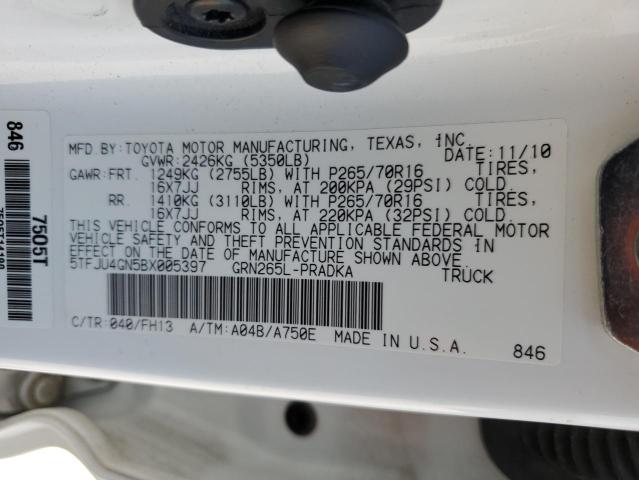 MFD.BY:TOYOTA MOTOR MANUFACTURING, TEXAS, INC.
GVWR:2426KG (5350LB) DATE:11/10
GAWR:FRT. 1249KG (2755LB) WITH P265/70R16 TIRES,
16X7JJ RIMS, AT 200KPA (29PSI) COLD.
RR. 1410KG (3110LB) WITH P265/70R16 TIRES,
16X7JJ RIMS, AT 220KPA (32PSI) COLD.
THIS VEHICLE CONFORMS TO ALL APPLICABLE FEDERAL MOTOR
VEHICLE SAFETY AND THEFT PREVENTION STANDARDS IN
EFFECT ON THE DATE OF MANUFACTURE SHOWN ABOVE.
5TFJU4GN5BX005397 GRN265L-PRADKA TRUCK
C/TR:040/FH13 A/TM:A04B/A750E MADE IN U.S.A.
846
846
7505T